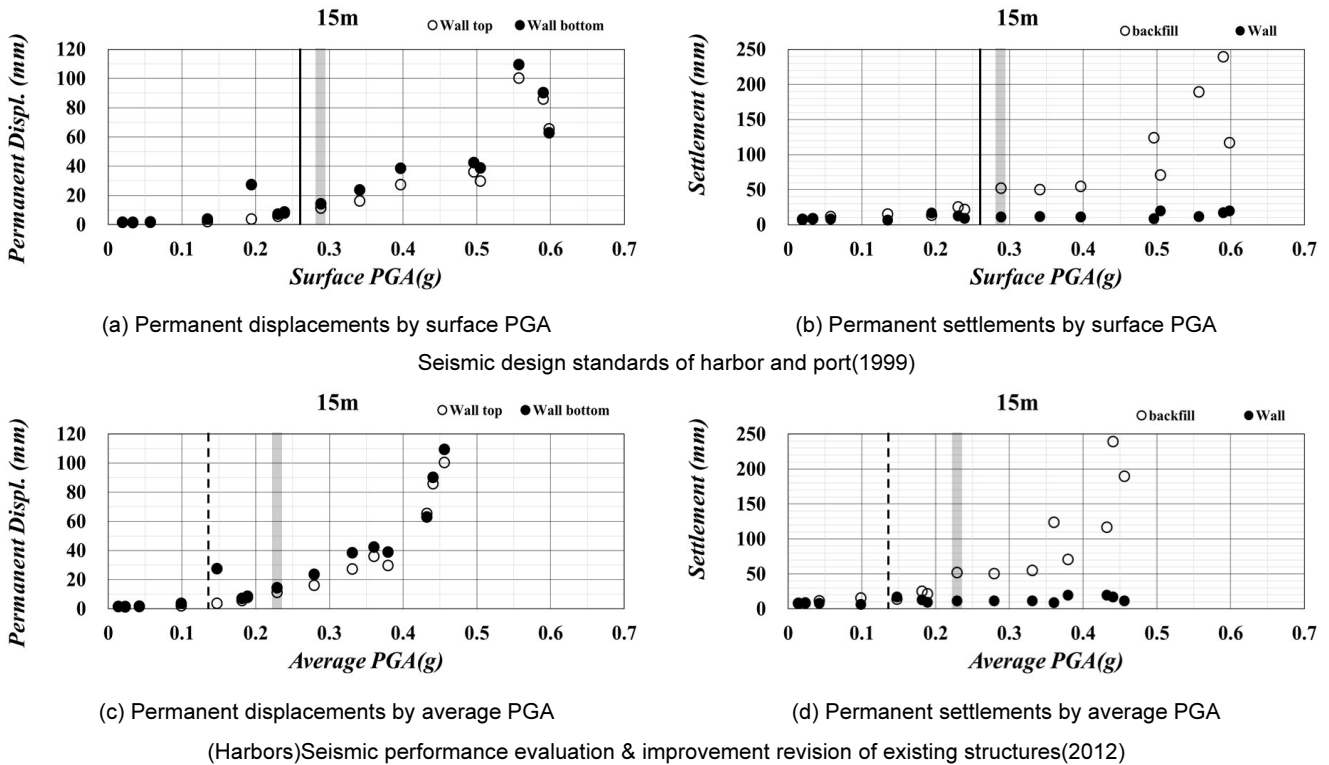 15m
Wall top Wall bottom
Permanent Displ. (mm)
120
100
80
60
40
20
0
0 0.1 0.2 0.3 0.4 0.5 0.6 0.7
Surface PGA(g)
(a) Permanent displacements by surface PGA
15m
backfill Wall
Settlement (mm)
250
200
150
100
50
0
0 0.1 0.2 0.3 0.4 0.5 0.6 0.7
Surface PGA(g)
(b) Permanent settlements by surface PGA
Seismic design standards of harbor and port(1999)
15m
Wall top Wall bottom
Permanent Displ. (mm)
120
100
80
60
40
20
0
0 0.1 0.2 0.3 0.4 0.5 0.6 0.7
Average PGA(g)
(c) Permanent displacements by average PGA
15m
backfill Wall
Settlement (mm)
250
200
150
100
50
0
0 0.1 0.2 0.3 0.4 0.5 0.6 0.7
Average PGA(g)
(d) Permanent settlements by average PGA
(Harbors)Seismic performance evaluation & improvement revision of existing structures(2012)